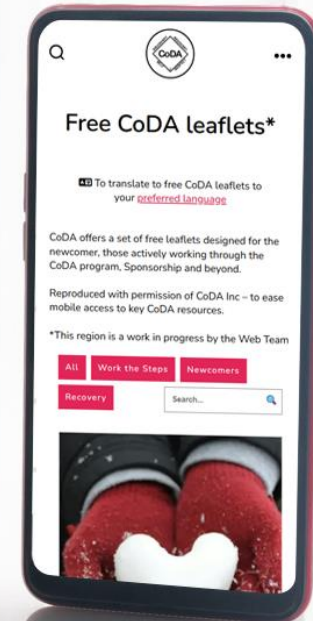 CoDA
Free CoDA leaflets*
To translate to free CoDA leaflets to
your preferred language
CoDA offers a set of free leaflets designed for the
newcomer, those actively working through the
CoDA program, Sponsorship and beyond.
Reproduced with permission of CoDA Inc – to ease
mobile access to key CoDA resources.
*This region is a work in progress by the Web Team
All Work the Steps Newcomers
Recovery Search...